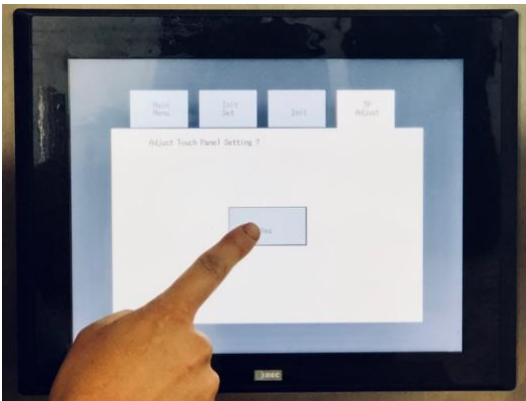 Main
Menu
Init
Set
Init
TP
Adjust
Adjust Touch Panel Setting ?
Yes
IDEC